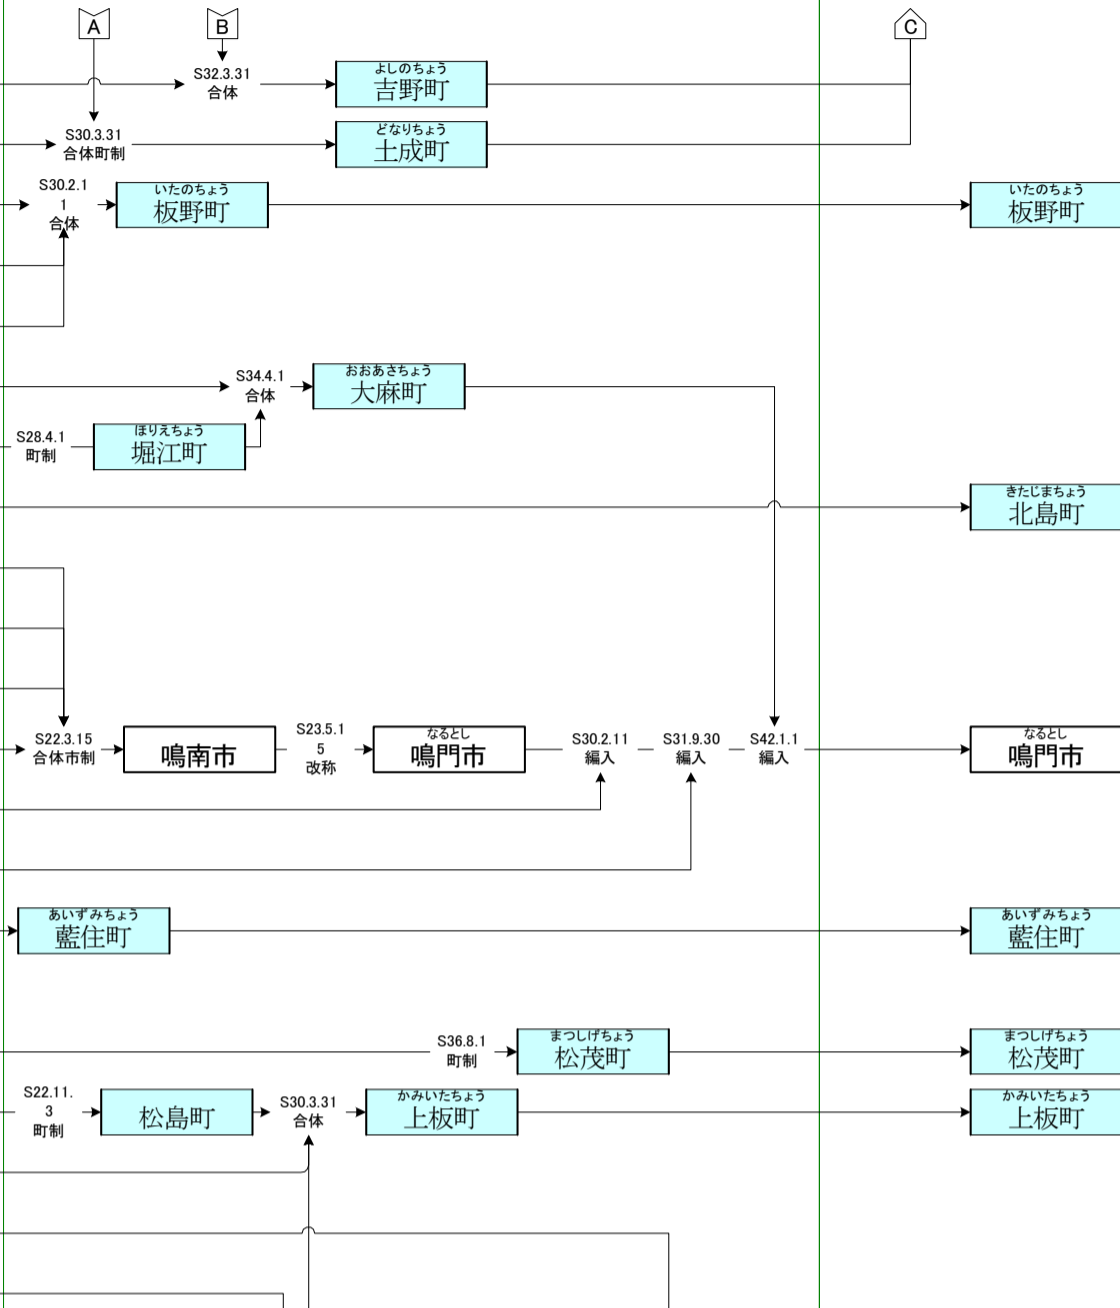 A
B
C
S32.3.31
合体
よしのちょう
吉野町
S30.3.31
合体町制
どなりちょう
土成町
S30.2.1
1
合体
いたのちょう
板野町
いたのちょう
板野町
S34.4.1
合体
おおあさちょう
大麻町
S28.4.1
町制
ほりえちょう
堀江町
きたじまちょう
北島町
S22.3.15
合体市制
鳴南市
S23.5.1
5
改称
なるとし
鳴門市
S30.2.11
編入
S31.9.30
編入
S42.1.1
編入
なるとし
鳴門市
あいずみちょう
藍住町
あいずみちょう
藍住町
S36.8.1
町制
まつしげちょう
松茂町
まつしげちょう
松茂町
S22.11.
3
町制
松島町
S30.3.31
合体
かみいたちょう
上板町
かみいたちょう
上板町